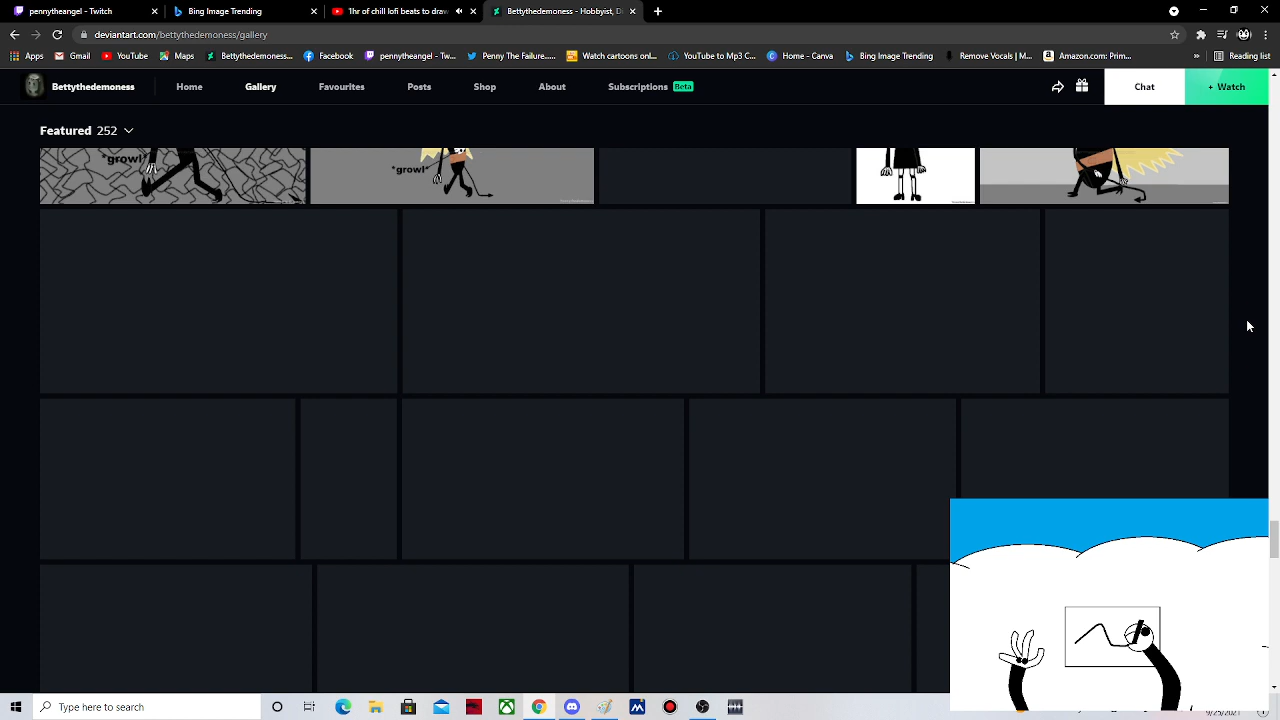 pennytheangel - Twitch
Bing Image Trending
1hr of chill lofi beats to draw
Bettythedemoness - Hobbyist, D
deviantart.com/bettythedemoness/gallery
Apps
Gmail
YouTube
Maps
Bettythedemoness...
Facebook
pennytheangel - Tw...
Penny The Failure....
Watch cartoons onl...
YouTube to Mp3 C...
Home - Canva
Bing Image Trending
Remove Vocals | M...
Amazon.com: Prim...
»
Reading list
Bettythedemoness
Home
Gallery
Favourites
Posts
Shop
About
Subscriptions
Beta
Chat
+ Watch
Featured 252
*growl*
*growl*
Type here to search
9/25/2021